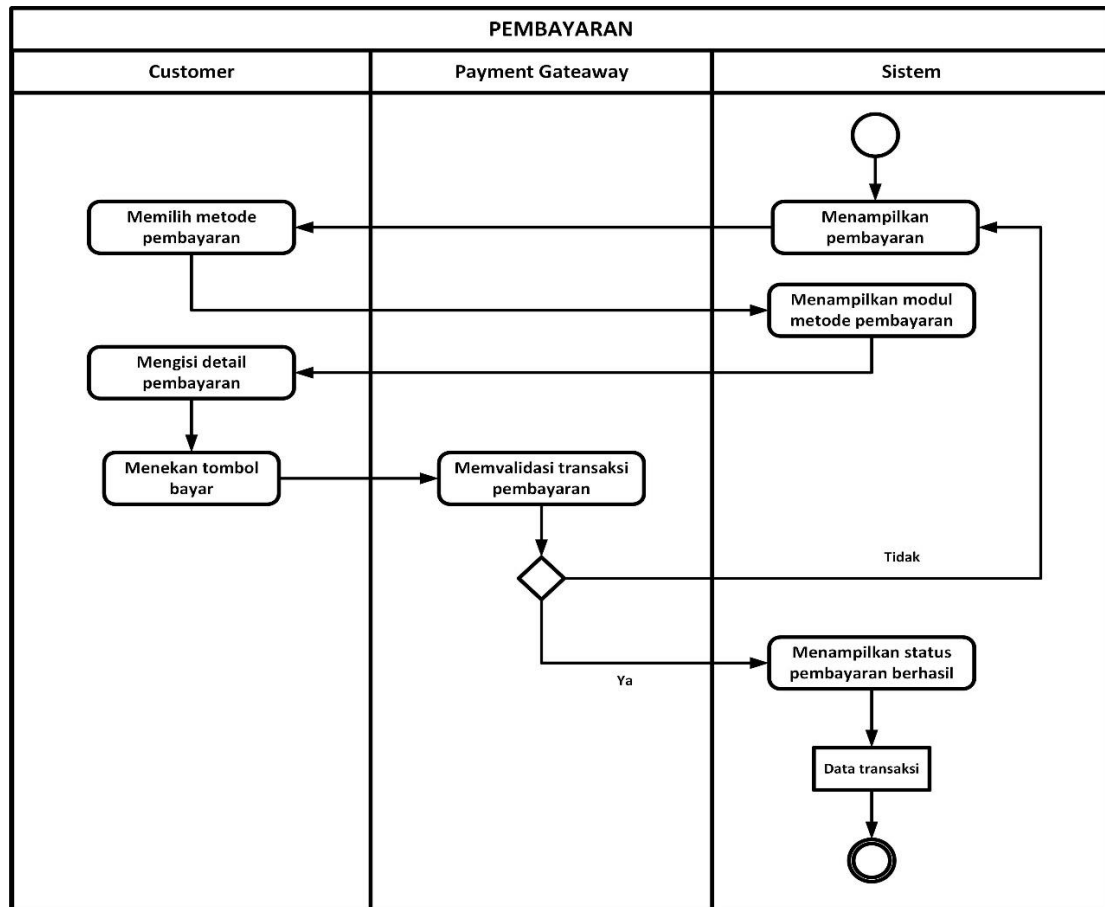 PEMBAYARAN
Customer
Payment Gateaway
Sistem
Memilih metode
pembayaran
Menampilkan
pembayaran
Menampilkan modul
metode pembayaran
Mengisi detail
pembayaran
Menekan tombol
bayar
Memvalidasi transaksi
pembayaran
Tidak
Menampilkan status
pembayaran berhasil
Ya
Data transaksi